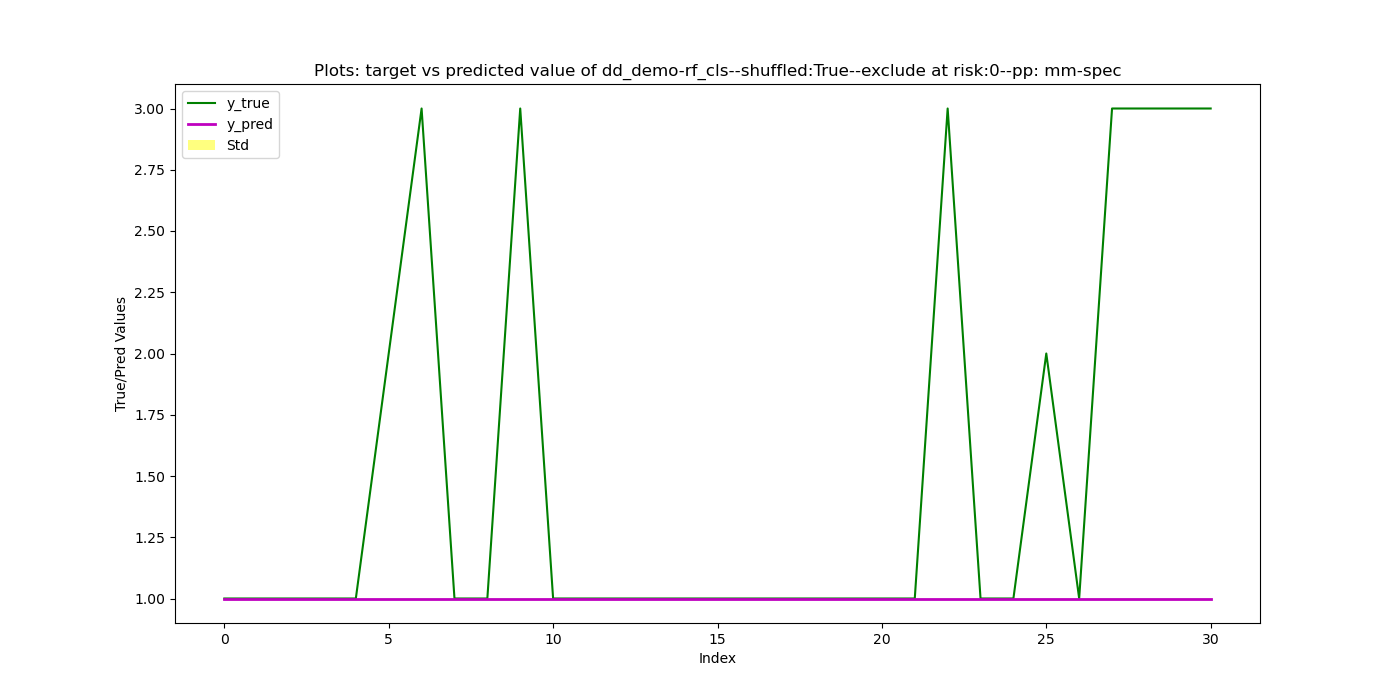 Plots: target vs predicted value of dd_demo-rf_cls--shuffled:True--exclude at risk:0--pp: mm-spec
y_true
y_pred
Std
True/Pred Values
3.00
2.75
2.50
2.25
2.00
1.75
1.50
1.25
1.00
0 5 10 15 20 25 30
Index